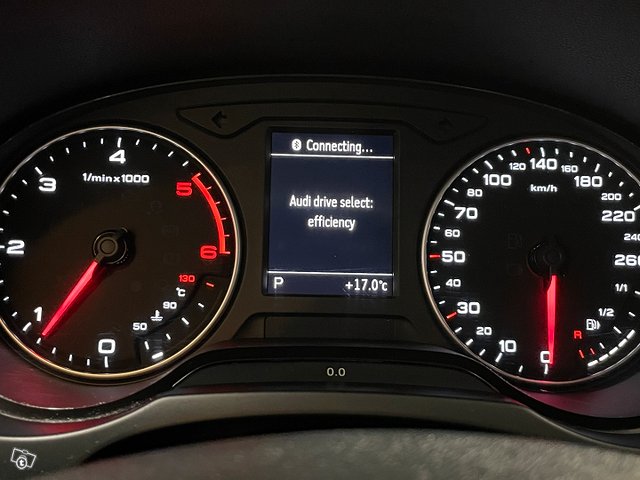 Connecting...
Audi drive select:
efficiency
P +17.0°c
1/min x 1000
0 1 2 3 4 5 6
50 90 130
°C
km/h
0 10 20 30 40 50 60 70 80 100 120 140 160 180 200 220 240 260
R 1/2 1/1
0.0